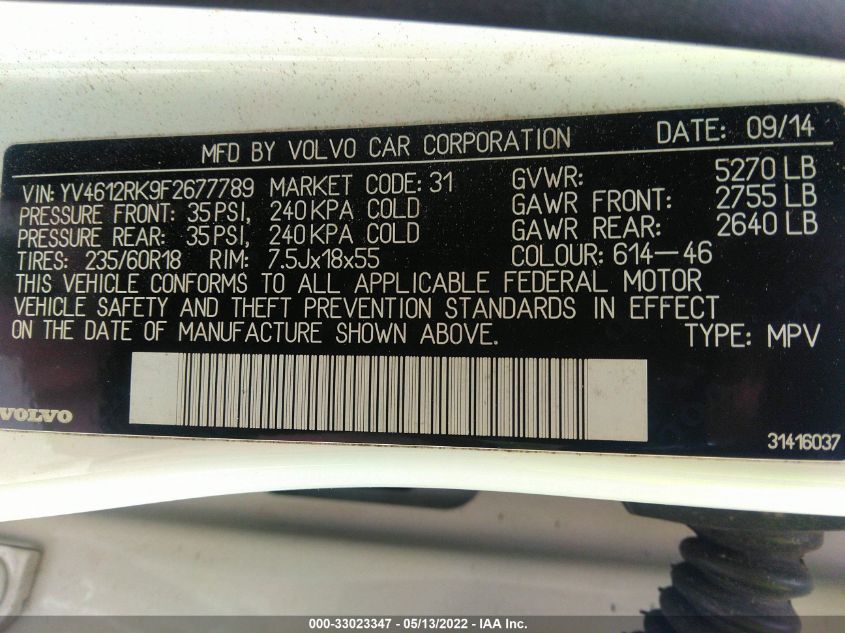 MFD BY VOLVO CAR CORPORATION DATE: 09/14
VIN: YV4612RK9F2677789 MARKET CODE: 31 GVWR: 5270 LB
PRESSURE FRONT: 35 PSI, 240 KPA COLD GAWR FRONT: 2755 LB
PRESSURE REAR: 35 PSI, 240 KPA COLD GAWR REAR: 2640 LB
TIRES: 235/60R18 RIM: 7.5Jx18x55 COLOUR: 614-46
THIS VEHICLE CONFORMS TO ALL APPLICABLE FEDERAL MOTOR
VEHICLE SAFETY AND THEFT PREVENTION STANDARDS IN EFFECT
ON THE DATE OF MANUFACTURE SHOWN ABOVE. TYPE: MPV
VOLVO
31416037
000-33023347 - 05/13/2022 - IAA Inc.